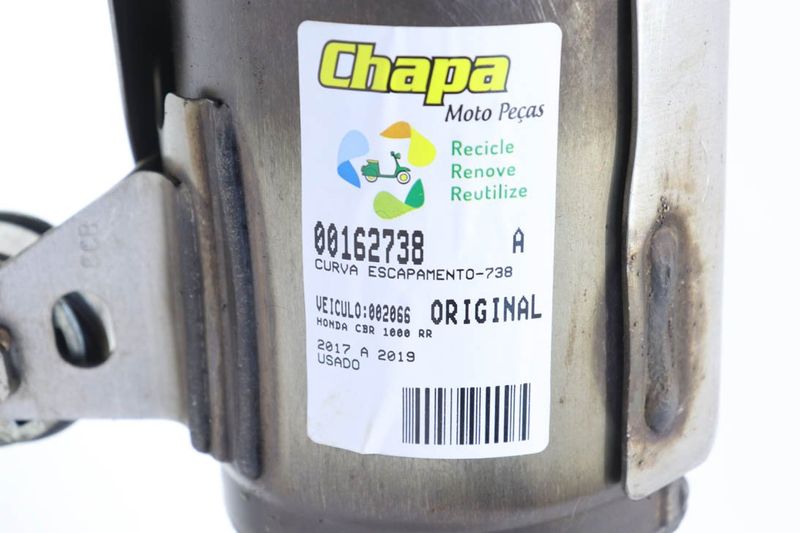 Chapa
Moto Peças
Recicle
Renove
Reutilize
00162738 A
CURVA ESCAPAMENTO-738
VEICULO:002066 ORIGINAL
HONDA CBR 1000 RR
2017 A 2019
USADO